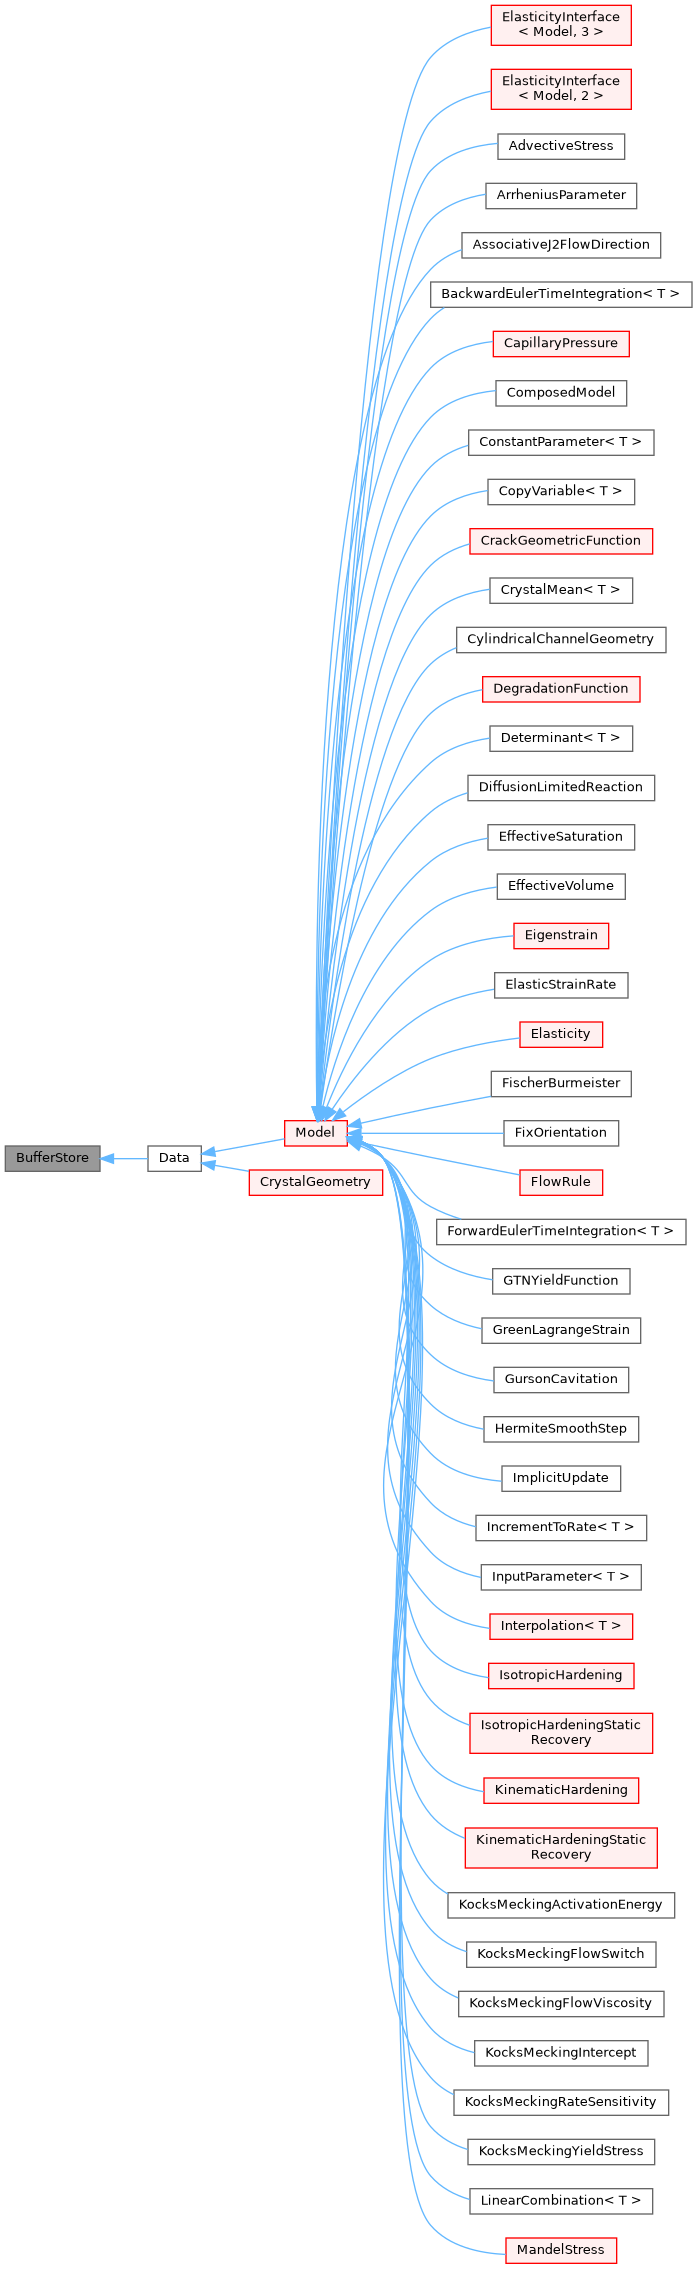 ElasticityInterface
< Model, 3 >
ElasticityInterface
< Model, 2 >
AdvectiveStress
ArrheniusParameter
AssociativeJ2FlowDirection
BackwardEulerTimeIntegration< T >
CapillaryPressure
ComposedModel
ConstantParameter< T >
CopyVariable< T >
CrackGeometricFunction
CrystalMean< T >
CylindricalChannelGeometry
DegradationFunction
Determinant< T >
DiffusionLimitedReaction
EffectiveSaturation
EffectiveVolume
Eigenstrain
ElasticStrainRate
Elasticity
FischerBurmeister
Model
FixOrientation
BufferStore
Data
CrystalGeometry
FlowRule
ForwardEulerTimeIntegration< T >
GTNYieldFunction
GreenLagrangeStrain
GursonCavitation
HermiteSmoothStep
ImplicitUpdate
IncrementToRate< T >
InputParameter< T >
Interpolation< T >
IsotropicHardening
IsotropicHardeningStatic
Recovery
KinematicHardening
KinematicHardeningStatic
Recovery
KocksMeckingActivationEnergy
KocksMeckingFlowSwitch
KocksMeckingFlowViscosity
KocksMeckingIntercept
KocksMeckingRateSensitivity
KocksMeckingYieldStress
LinearCombination< T >
MandelStress